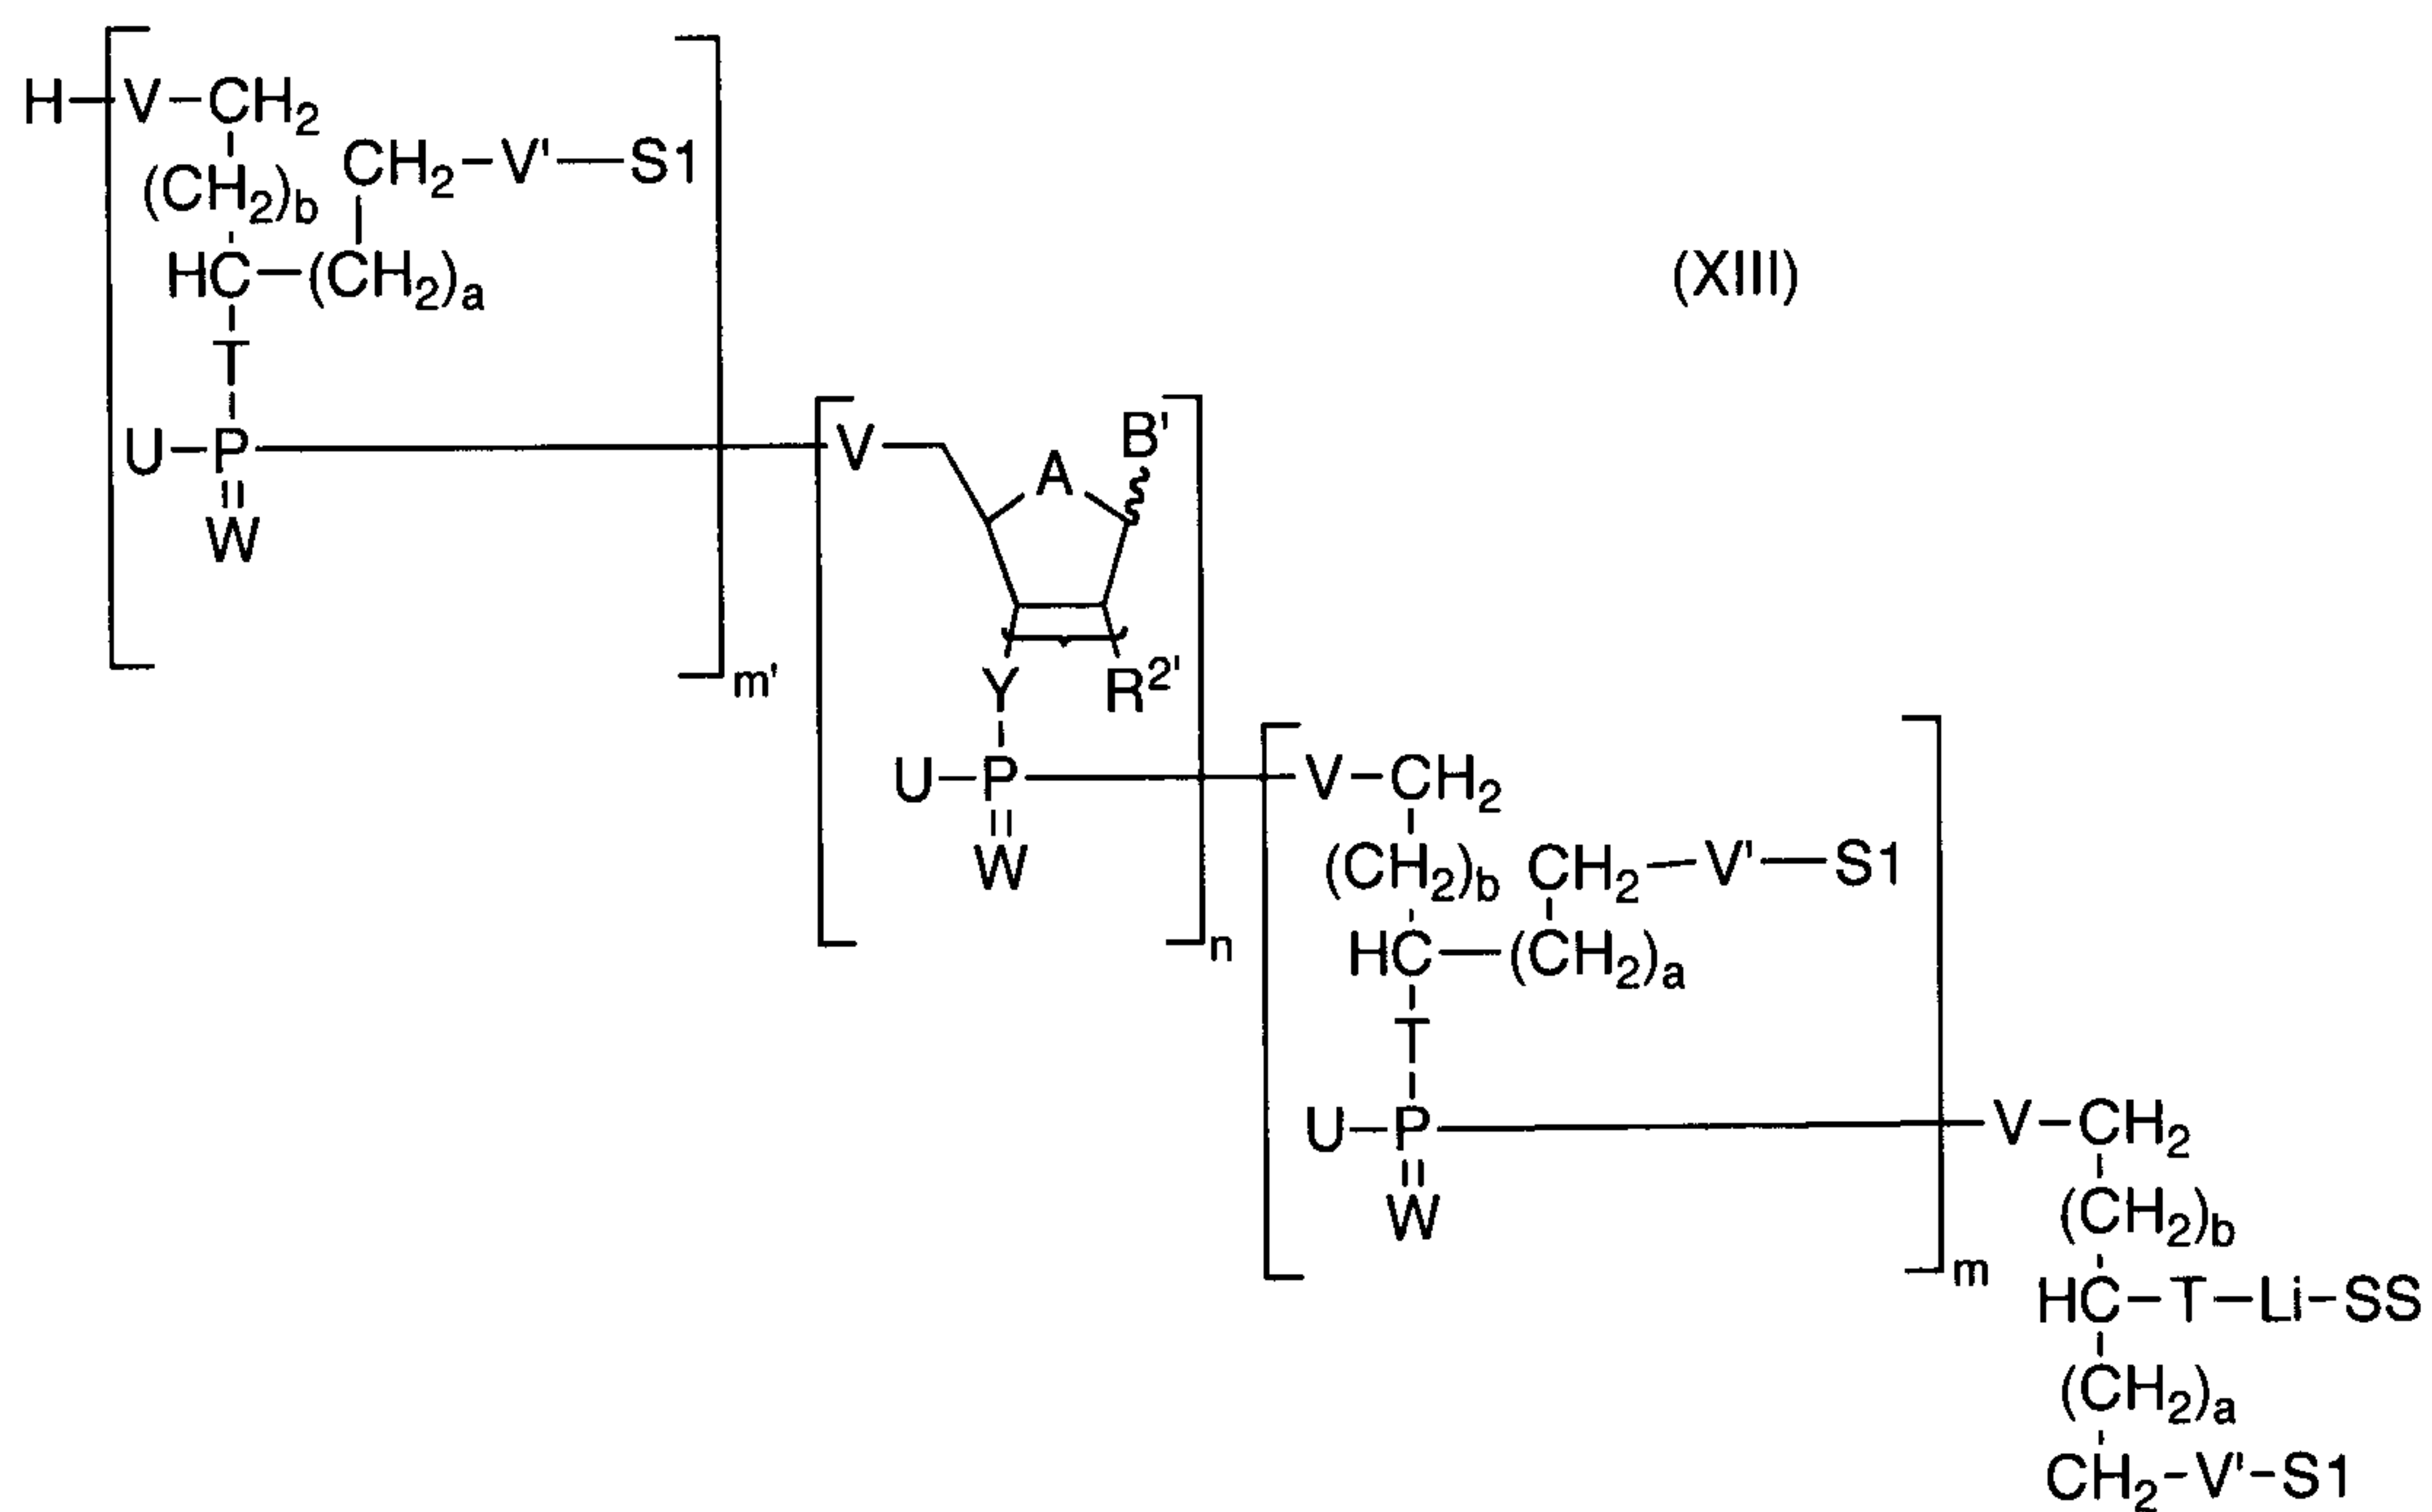 H—V—CH2
CH2—V'—S1
(CH2)b
HC—(CH2)a
(XIII)
T
U—P
W
m'
V
A
B'
Y
R2'
U—P
W
n
V—CH2
(CH2)b
CH2—V'—S1
HC—(CH2)a
T
U—P
W
m
V—CH2
(CH2)b
HC—T—Li—SS
(CH2)a
CH2—V'—S1